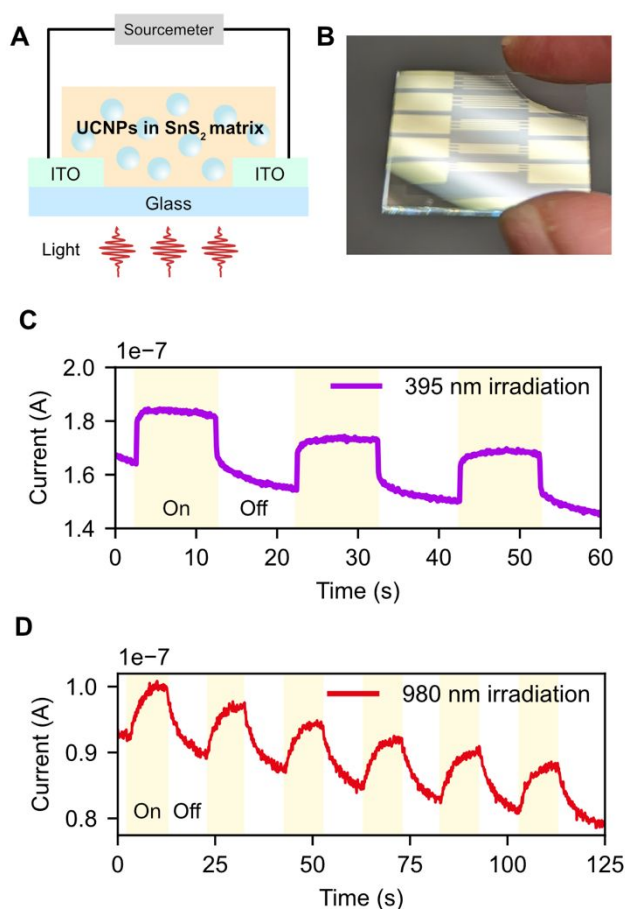 A
Sourcemeter
UCNPs in SnS₂ matrix
ITO
ITO
Glass
Light
B
C
1e−7
2.0
1.8
1.6
1.4
Current (A)
395 nm irradiation
On
Off
0
10
20
30
40
50
60
Time (s)
D
1e−7
1.0
0.9
0.8
Current (A)
980 nm irradiation
On
Off
0
25
50
75
100
125
Time (s)